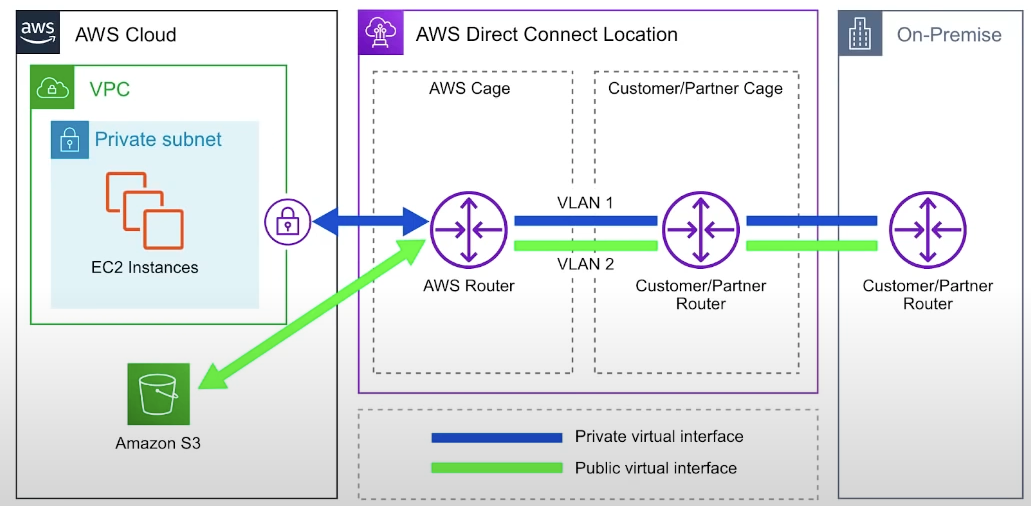 aws
AWS Cloud
VPC
Private subnet
EC2 Instances
Amazon S3
AWS Direct Connect Location
AWS Cage
Customer/Partner Cage
VLAN 1
VLAN 2
AWS Router
Customer/Partner
Router
On-Premise
Customer/Partner
Router
Private virtual interface
Public virtual interface